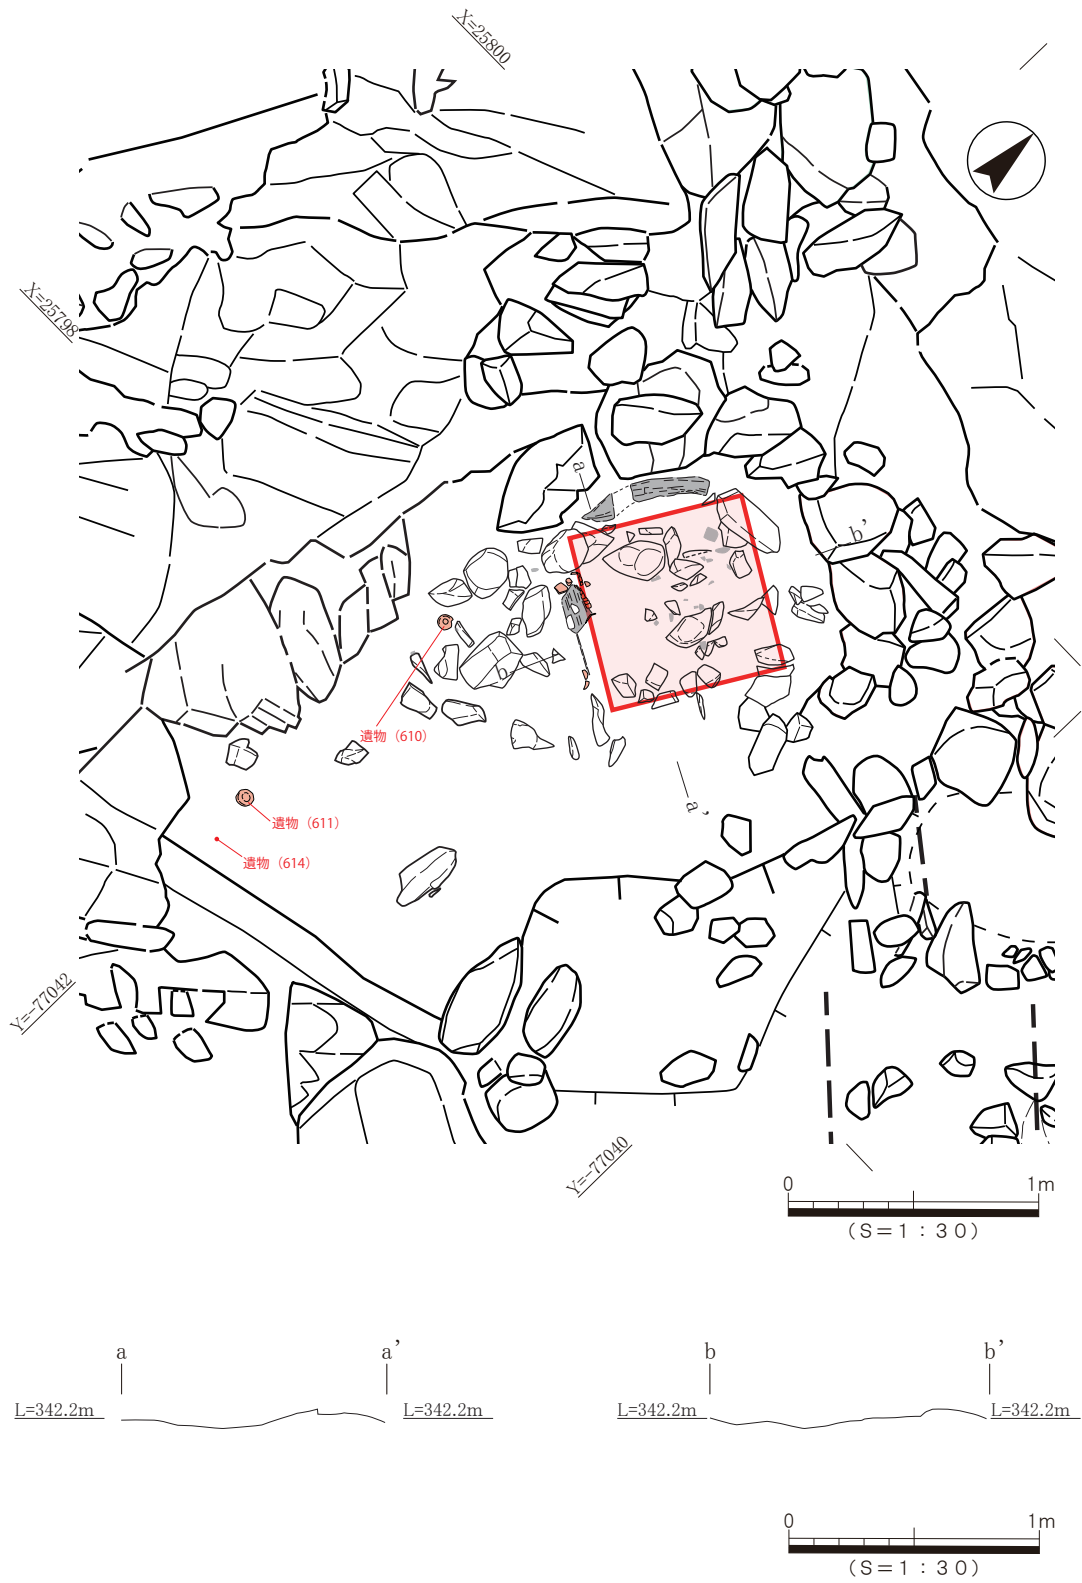 X=25800
X=25798
a
b’
遺物（610）
a’
遺物（611）
遺物（614）
Y=-77042
Y=-77040
0 1m
（S＝1：30）
a a’ b b’
L=342.2m L=342.2m L=342.2m L=342.2m
0 1m
（S＝1：30）